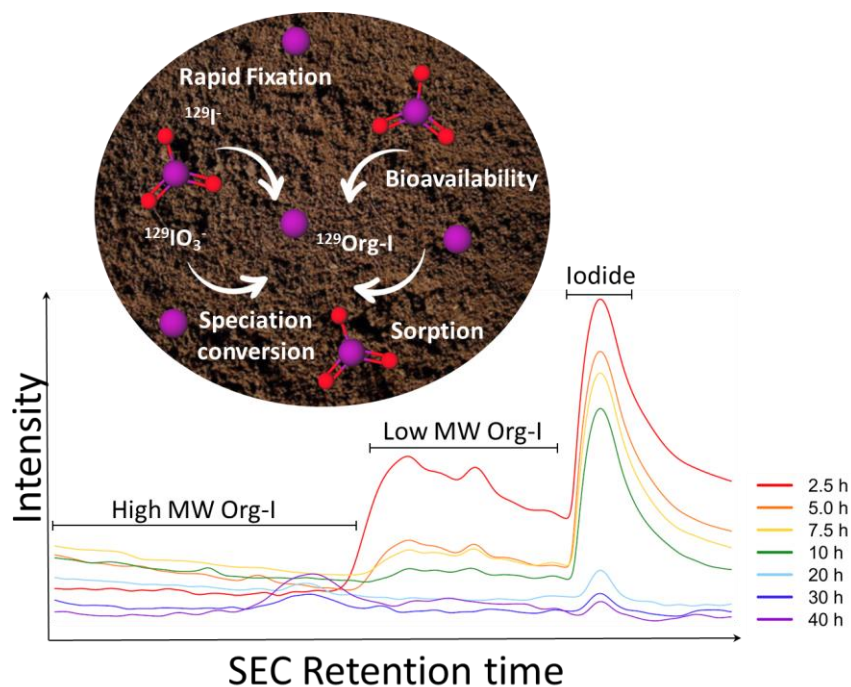 Rapid Fixation
¹²⁹I⁻
Bioavailability
¹²⁹IO₃⁻
¹²⁹Org-I
Speciation
conversion
Sorption
Iodide
Low MW Org-I
High MW Org-I
Intensity
2.5 h
5.0 h
7.5 h
10 h
20 h
30 h
40 h
SEC Retention time